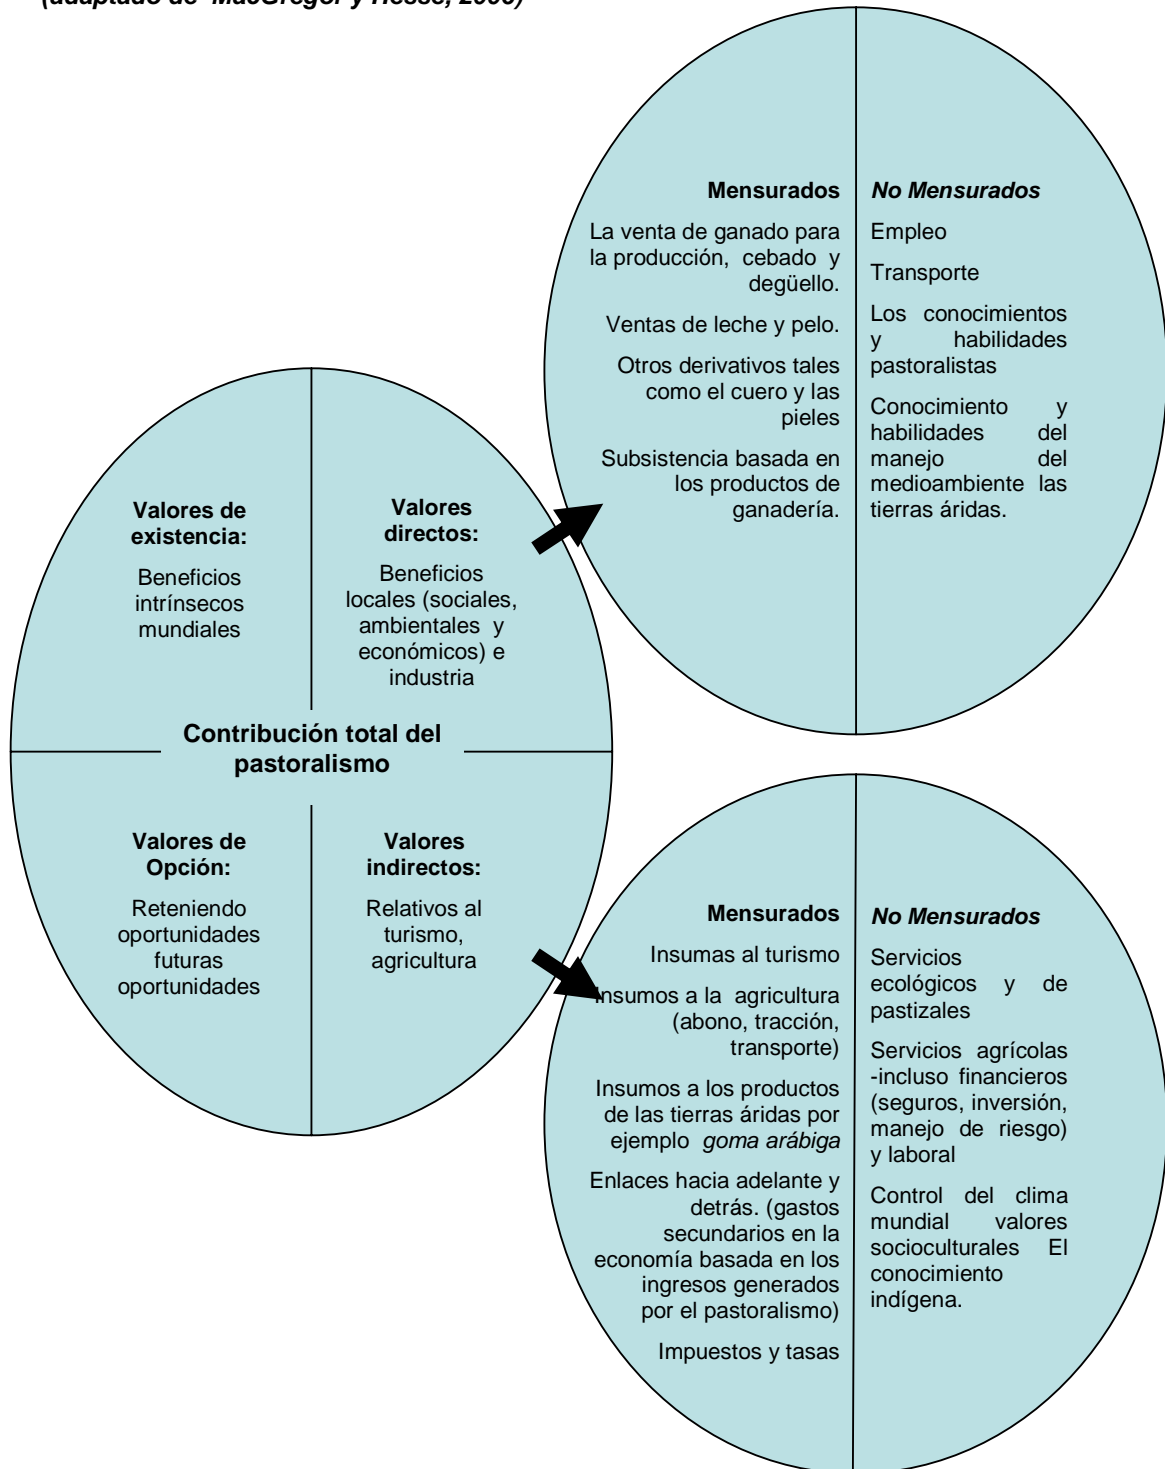 (adaptado de MacGregor y Hesse, 2006)
Mensurados
La venta de ganado para
la producción, cebado y
degüello.
Ventas de leche y pelo.
Otros derivativos tales
como el cuero y las
pieles
Subsistencia basada en
los productos de
ganadería.
No Mensurados
Empleo
Transporte
Los conocimientos
y habilidades
pastoralistas
Conocimiento y
habilidades del
manejo del
medioambiente las
tierras áridas.
Valores de
existencia:
Beneficios
intrínsecos
mundiales
Valores
directos:
Beneficios
locales (sociales,
ambientales y
económicos) e
industria
Contribución total del
pastoralismo
Valores de
Opción:
Reteniendo
oportunidades
futuras
oportunidades
Valores
indirectos:
Relativos al
turismo,
agricultura
Mensurados
Insumas al turismo
Insumos a la agricultura
(abono, tracción,
transporte)
Insumos a los productos
de las tierras áridas por
ejemplo goma arábiga
Enlaces hacia adelante y
detrás. (gastos
secundarios en la
economía basada en los
ingresos generados
por el pastoralismo)
Impuestos y tasas
No Mensurados
Servicios
ecológicos y de
pastizales
Servicios agrícolas
-incluso financieros
(seguros, inversión,
manejo de riesgo)
y laboral
Control del clima
mundial valores
socioculturales El
conocimiento
indígena.